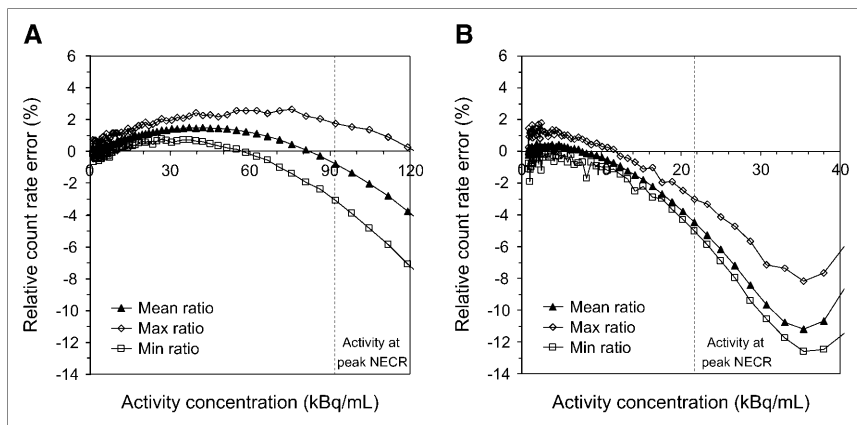 A
6
4
2
0
-2
-4
-6
-8
-10
-12
-14
0
30
60
90
120
Relative count rate error (%)
Mean ratio
Max ratio
Min ratio
Activity at
peak NECR
Activity concentration (kBq/mL)
B
6
4
2
0
-2
-4
-6
-8
-10
-12
-14
0
10
20
30
40
Relative count rate error (%)
Mean ratio
Max ratio
Min ratio
Activity at
peak NECR
Activity concentration (kBq/mL)